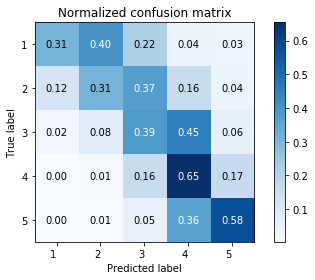 Normalized confusion matrix
1 0.31 0.40 0.22 0.04 0.03
2 0.12 0.31 0.37 0.16 0.04
3 0.02 0.08 0.39 0.45 0.06
4 0.00 0.01 0.16 0.65 0.17
5 0.00 0.01 0.05 0.36 0.58
1 2 3 4 5
True label
Predicted label
0.6
0.5
0.4
0.3
0.2
0.1